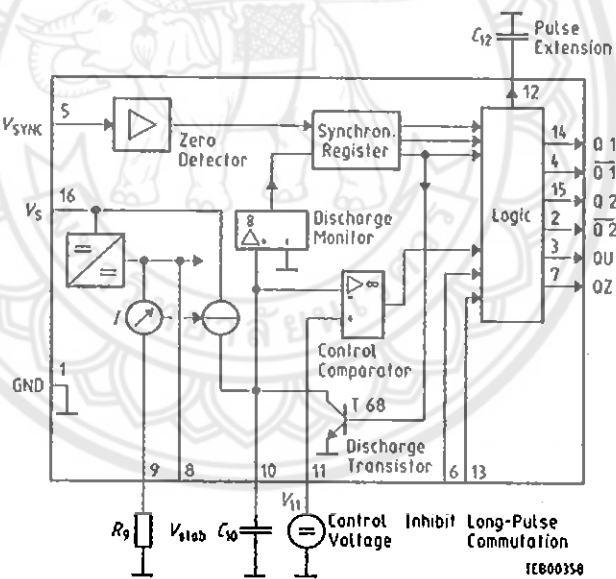 C12
Pulse
Extension
12
VSYNC
5
Zero
Detector
Synchron.
Register
14
Q1
4
Q1
15
Q2
2
Q2
3
QU
7
QZ
Logic
VS
16
8
Discharge
Monitor
I
8
Control
Comparator
GND
1
T 68
Discharge
Transistor
9
8
10
11
6
13
V11
R9
Vstab
C10
Control
Voltage
Inhibit
Long-Pulse
Commutation
IEB00358